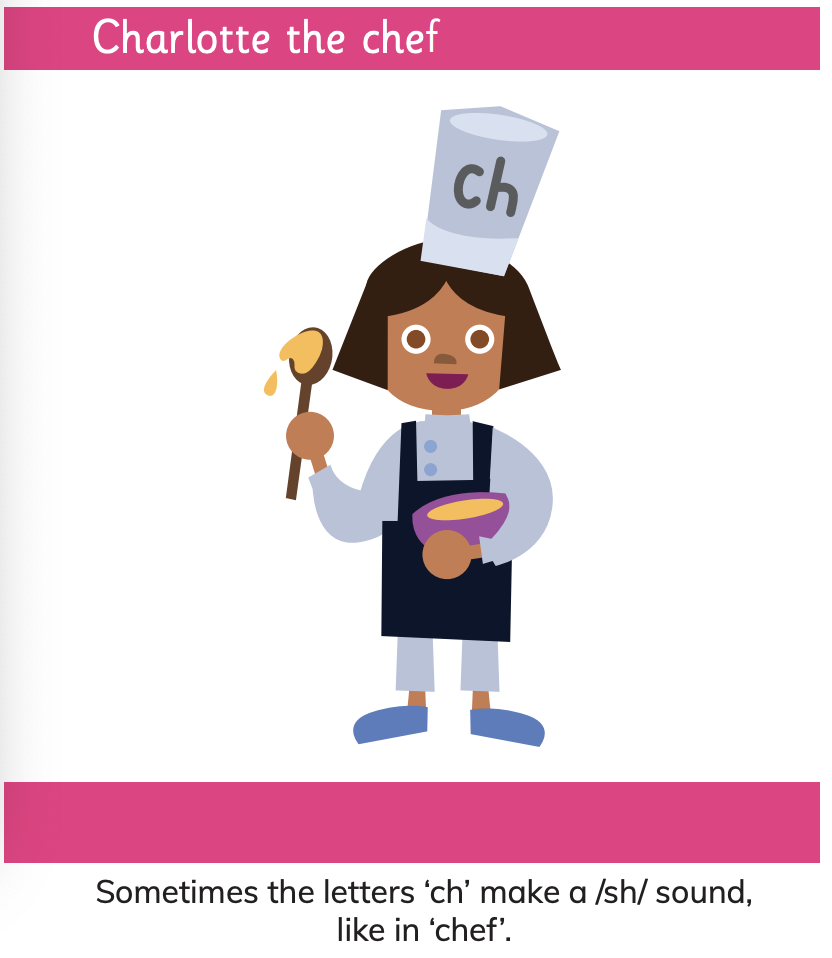 Charlotte the chef
ch
Sometimes the letters ‘ch’ make a /sh/ sound,
like in ‘chef’.